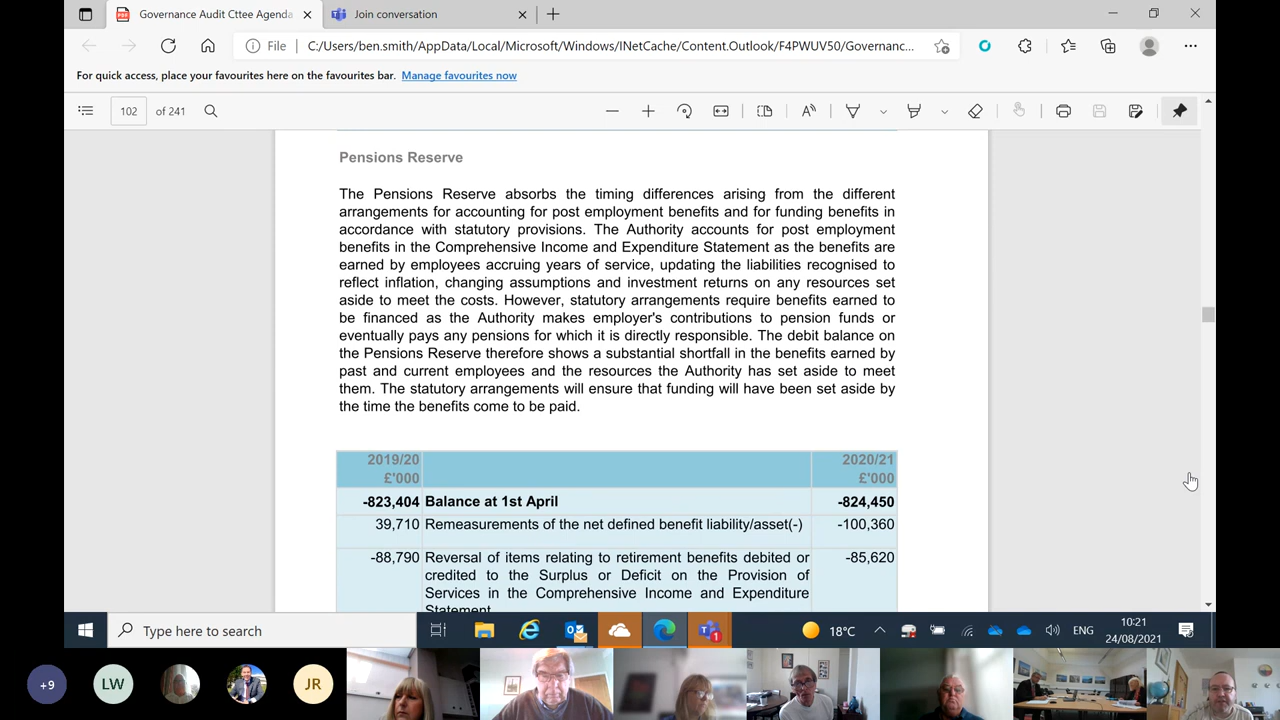 Governance Audit Cttee Agenda
Join conversation
File
C:/Users/ben.smith/AppData/Local/Microsoft/Windows/INetCache/Content.Outlook/F4PWUV50/Governanc...
For quick access, place your favourites here on the favourites bar. Manage favourites now
102 of 241
Pensions Reserve
The Pensions Reserve absorbs the timing differences arising from the different
arrangements for accounting for post employment benefits and for funding benefits in
accordance with statutory provisions. The Authority accounts for post employment
benefits in the Comprehensive Income and Expenditure Statement as the benefits are
earned by employees accruing years of service, updating the liabilities recognised to
reflect inflation, changing assumptions and investment returns on any resources set
aside to meet the costs. However, statutory arrangements require benefits earned to
be financed as the Authority makes employer's contributions to pension funds or
eventually pays any pensions for which it is directly responsible. The debit balance on
the Pensions Reserve therefore shows a substantial shortfall in the benefits earned by
past and current employees and the resources the Authority has set aside to meet
them. The statutory arrangements will ensure that funding will have been set aside by
the time the benefits come to be paid.
2019/20 2020/21
£'000 £'000
-823,404 Balance at 1st April -824,450
39,710 Remeasurements of the net defined benefit liability/asset(-) -100,360
-88,790 Reversal of items relating to retirement benefits debited or -85,620
credited to the Surplus or Deficit on the Provision of
Services in the Comprehensive Income and Expenditure
Statement.
Type here to search
1
18°C
ENG
10:21
24/08/2021
+9
LW
JR